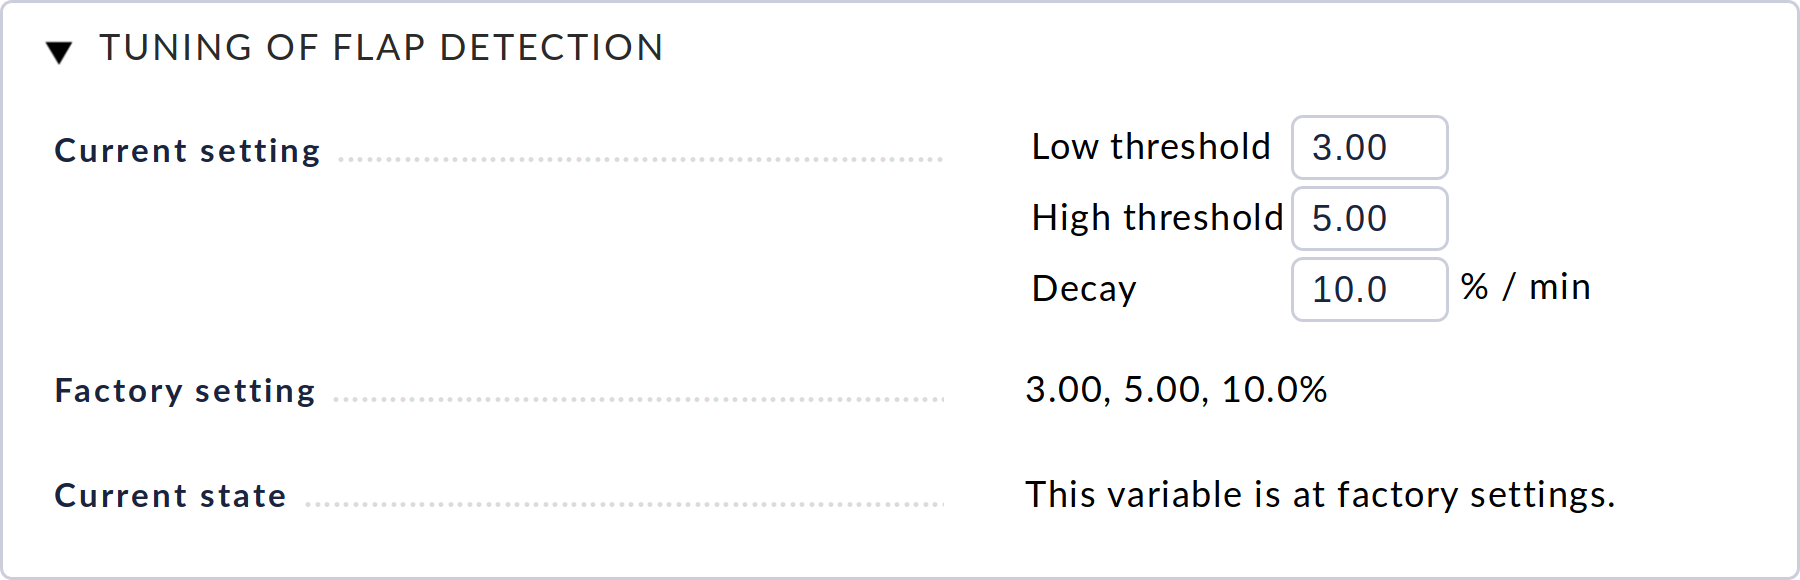 TUNING OF FLAP DETECTION
Current setting
Low threshold 3.00
High threshold 5.00
Decay 10.0 % / min
Factory setting 3.00, 5.00, 10.0%
Current state This variable is at factory settings.